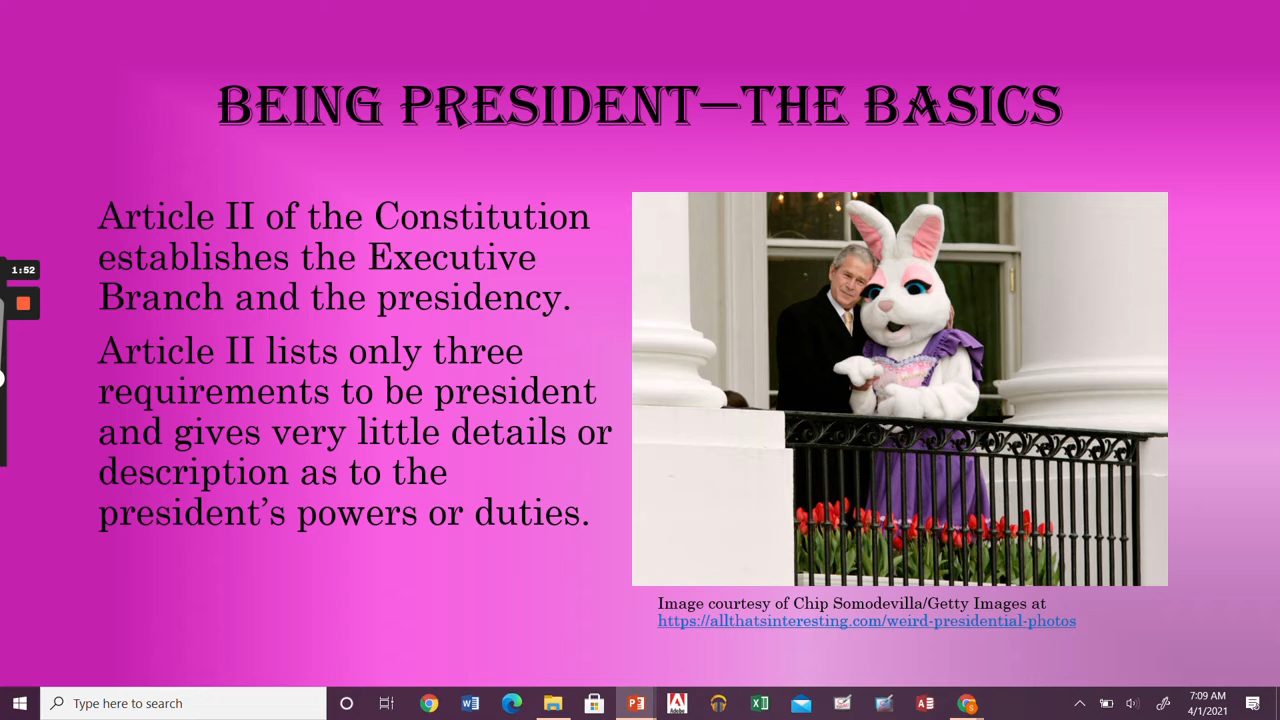 BEING PRESIDENT—THE BASICS
Article II of the Constitution
establishes the Executive
Branch and the presidency.
Article II lists only three
requirements to be president
and gives very little details or
description as to the
president’s powers or duties.
1:52
Image courtesy of Chip Somodevilla/Getty Images at
https://allthatsinteresting.com/weird-presidential-photos
Type here to search
Adobe
7:09 AM
4/1/2021